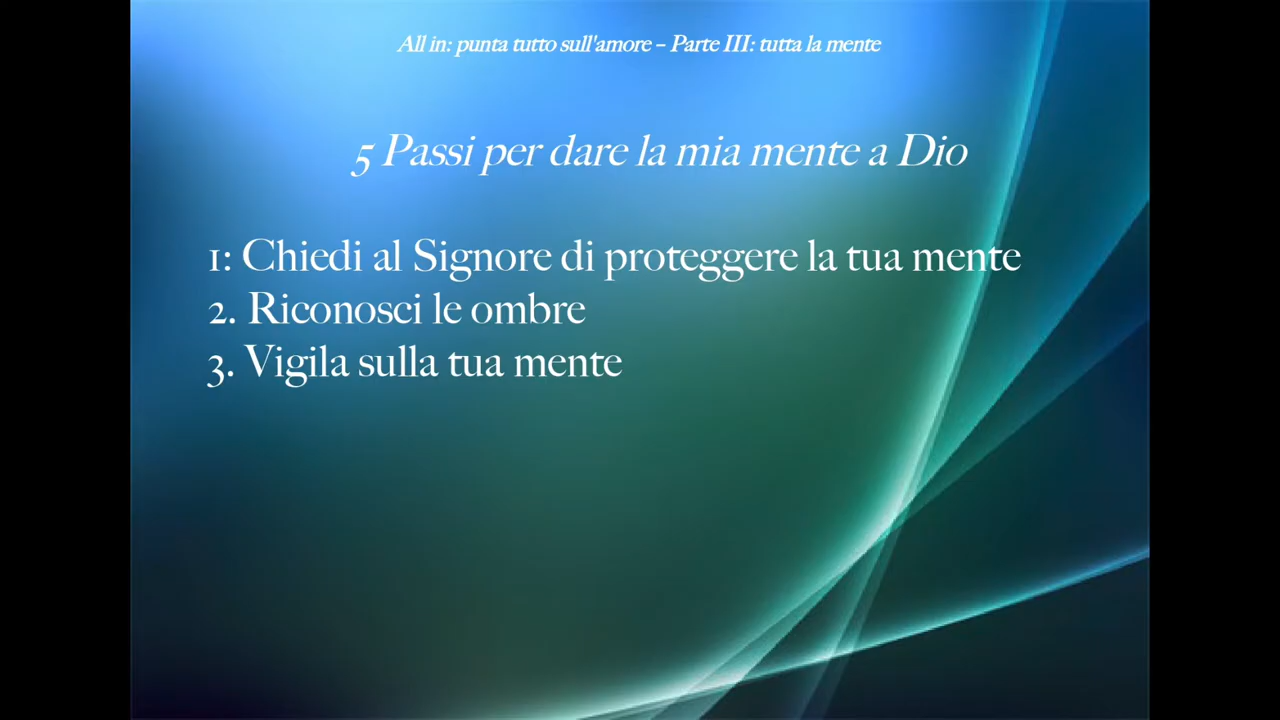 All in: punta tutto sull'amore – Parte III: tutta la mente
5 Passi per dare la mia mente a Dio
1: Chiedi al Signore di proteggere la tua mente
2. Riconosci le ombre
3. Vigila sulla tua mente